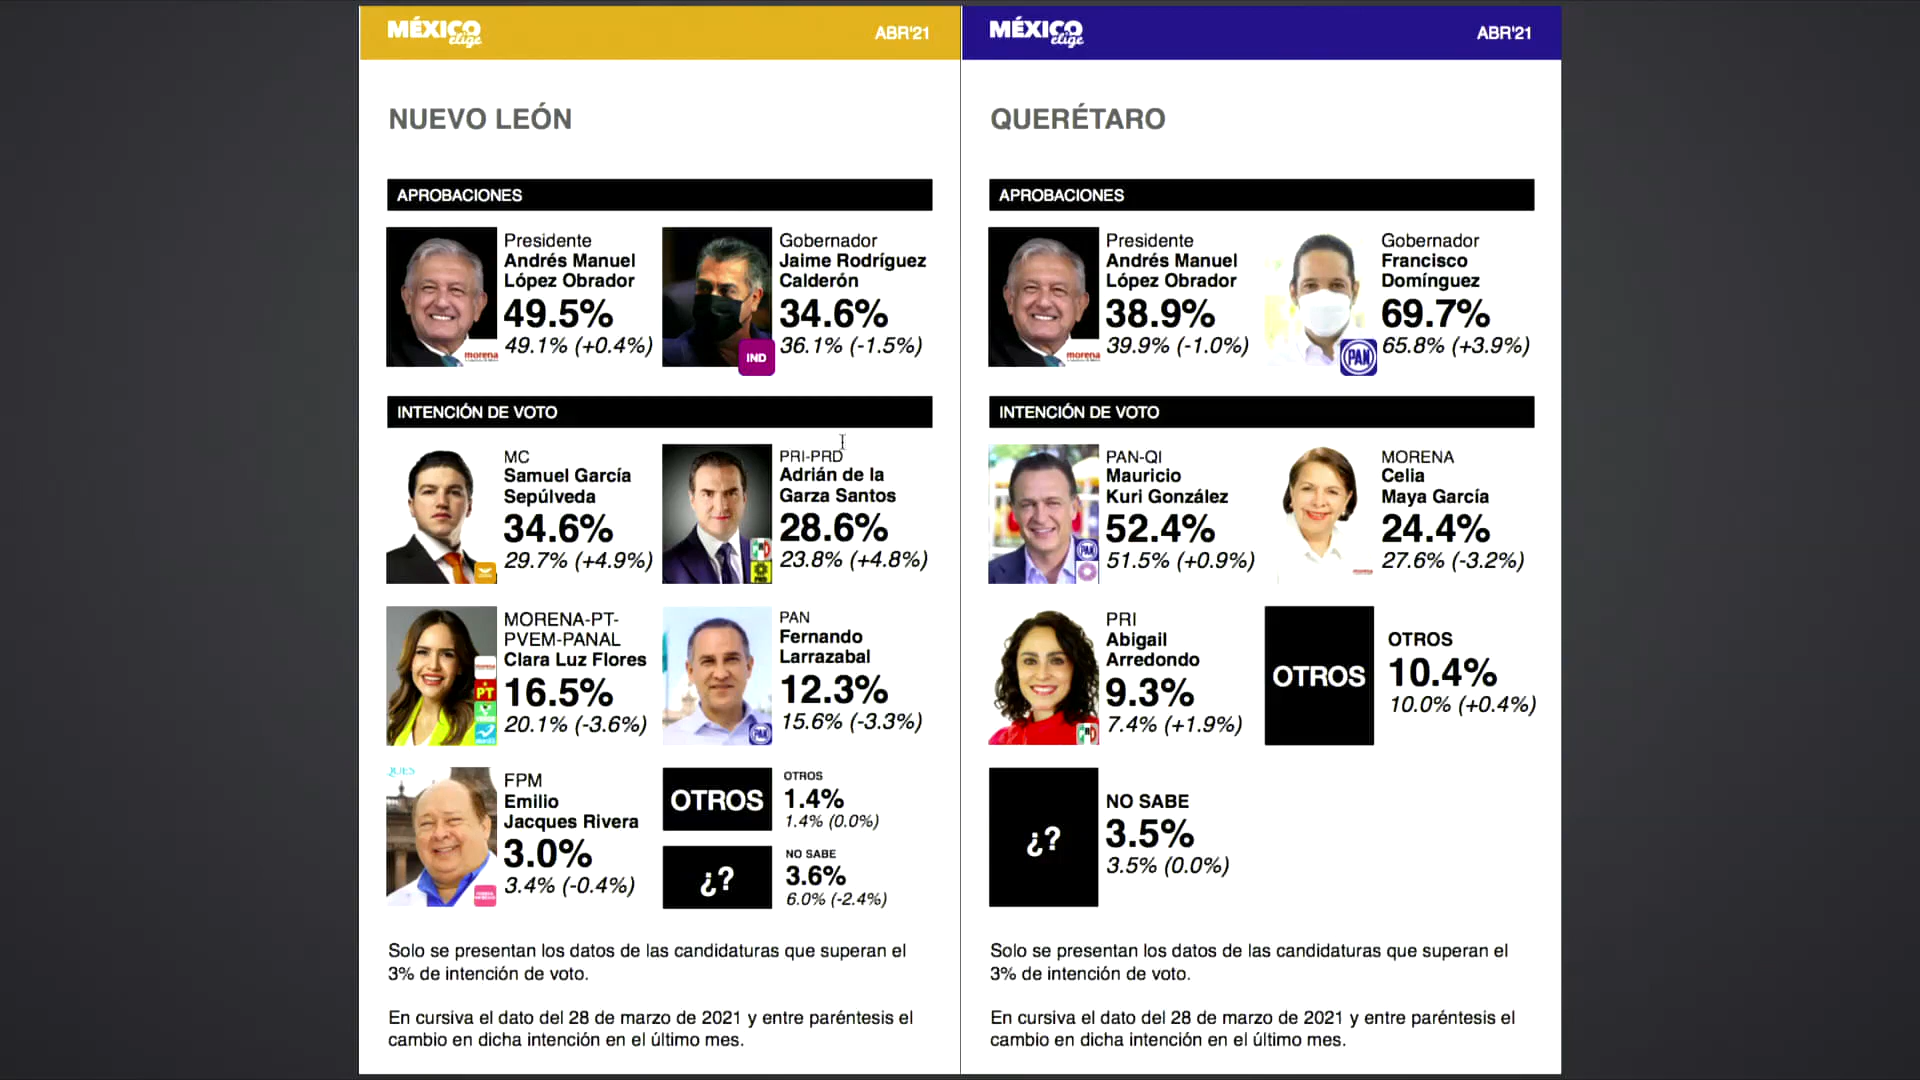 MÉXICO
elige
ABR'21
NUEVO LEÓN
APROBACIONES
morena
Presidente
Andrés Manuel
López Obrador
49.5%
49.1% (+0.4%)
IND
Gobernador
Jaime Rodríguez
Calderón
34.6%
36.1% (-1.5%)
INTENCIÓN DE VOTO
MC
Samuel García
Sepúlveda
34.6%
29.7% (+4.9%)
PRI-PRD
Adrián de la
Garza Santos
28.6%
23.8% (+4.8%)
PRD
MORENA-PT-
PVEM-PANAL
Clara Luz Flores
16.5%
20.1% (-3.6%)
PT
PAN
Fernando
Larrazabal
12.3%
15.6% (-3.3%)
PAN
QUES
FPM
Emilio
Jacques Rivera
3.0%
3.4% (-0.4%)
OTROS
OTROS
1.4%
1.4% (0.0%)
¿?
NO SABE
3.6%
6.0% (-2.4%)
Solo se presentan los datos de las candidaturas que superan el
3% de intención de voto.
En cursiva el dato del 28 de marzo de 2021 y entre paréntesis el
cambio en dicha intención en el último mes.
MÉXICO
elige
ABR'21
QUERÉTARO
APROBACIONES
morena
Presidente
Andrés Manuel
López Obrador
38.9%
39.9% (-1.0%)
PAN
Gobernador
Francisco
Domínguez
69.7%
65.8% (+3.9%)
INTENCIÓN DE VOTO
PAN
PAN-QI
Mauricio
Kuri González
52.4%
51.5% (+0.9%)
morena
MORENA
Celia
Maya García
24.4%
27.6% (-3.2%)
PRI
Abigail
Arredondo
9.3%
7.4% (+1.9%)
OTROS
OTROS
10.4%
10.0% (+0.4%)
¿?
NO SABE
3.5%
3.5% (0.0%)
Solo se presentan los datos de las candidaturas que superan el
3% de intención de voto.
En cursiva el dato del 28 de marzo de 2021 y entre paréntesis el
cambio en dicha intención en el último mes.